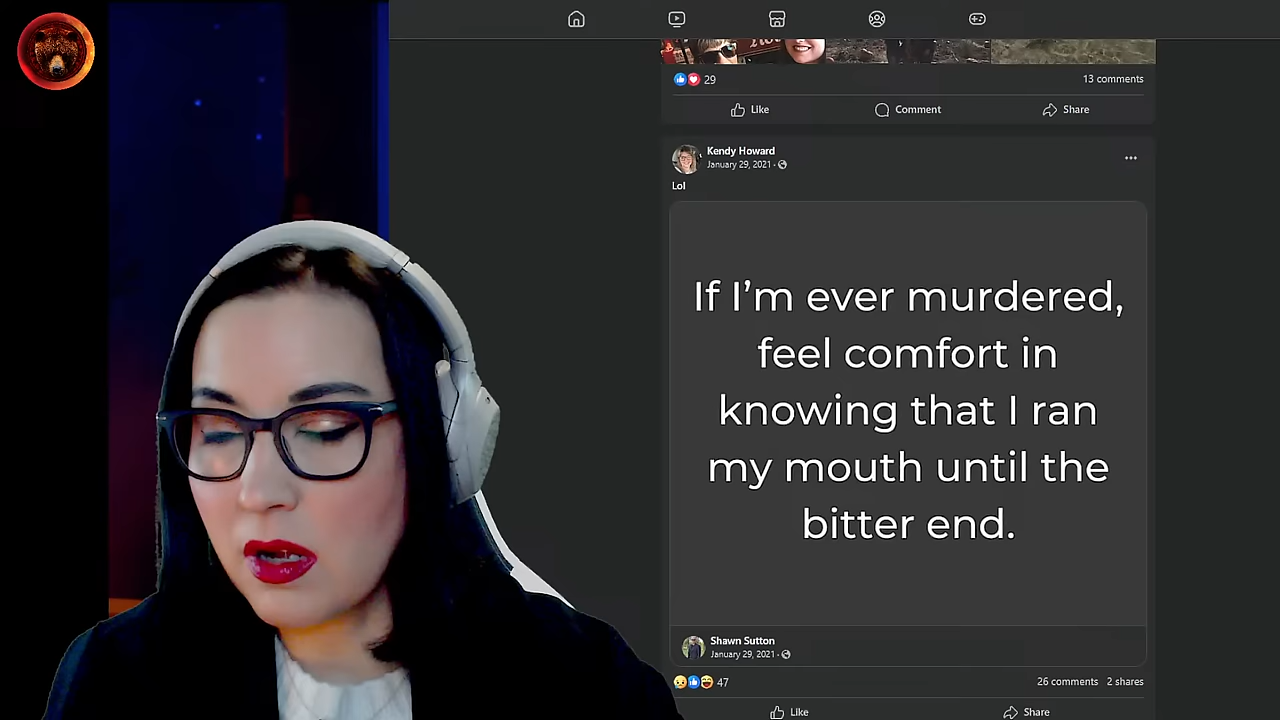 29
13 comments
Like
Comment
Share
Kendy Howard
January 29, 2021
Lol
If I'm ever murdered,
feel comfort in
knowing that I ran
my mouth until the
bitter end.
Shawn Sutton
January 29, 2021
47
26 comments
2 shares
Like
Share